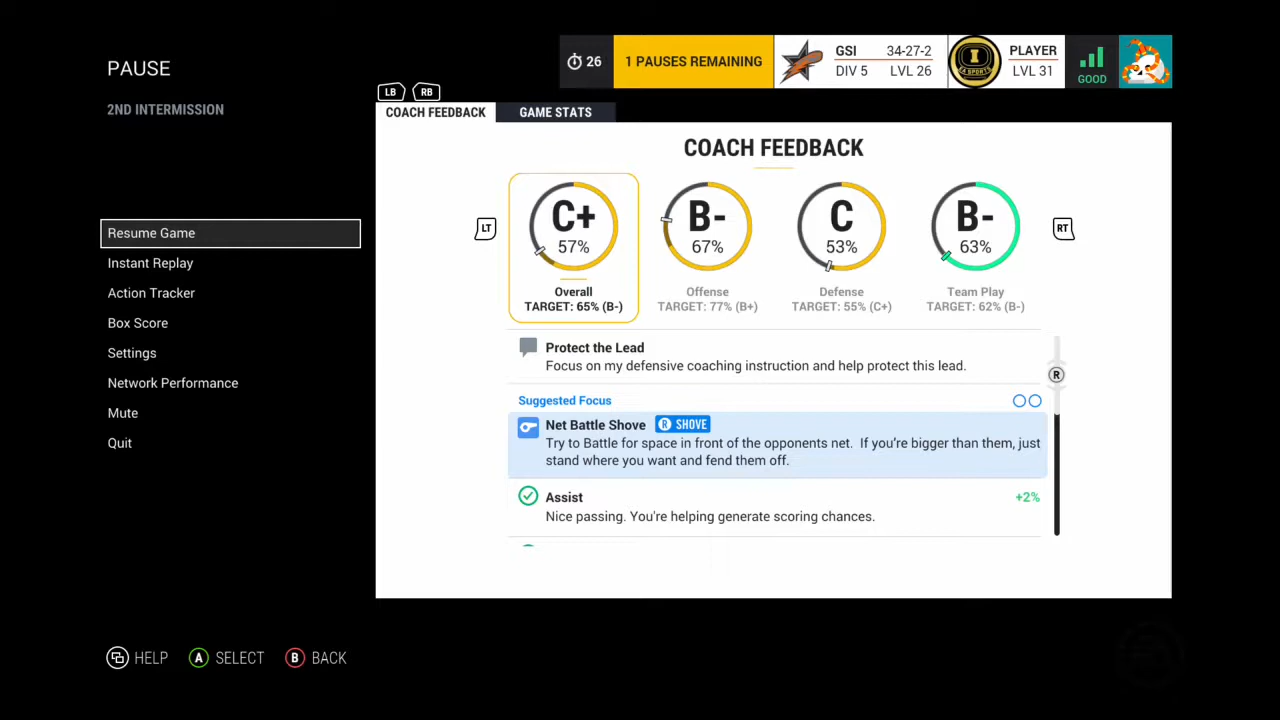 PAUSE
2ND INTERMISSION
26
1 PAUSES REMAINING
GSI 34-27-2
DIV 5 LVL 26
PLAYER
LVL 31
GOOD
LB RB
COACH FEEDBACK GAME STATS
COACH FEEDBACK
LT
C+
57%
Overall
TARGET: 65% (B-)
B-
67%
Offense
TARGET: 77% (B+)
C
53%
Defense
TARGET: 55% (C+)
B-
63%
Team Play
TARGET: 62% (B-)
RT
Resume Game
Instant Replay
Action Tracker
Box Score
Settings
Network Performance
Mute
Quit
Protect the Lead
Focus on my defensive coaching instruction and help protect this lead.
R
Suggested Focus
Net Battle Shove R SHOVE
Try to Battle for space in front of the opponents net. If you're bigger than them, just
stand where you want and fend them off.
Assist +2%
Nice passing. You're helping generate scoring chances.
HELP A SELECT B BACK